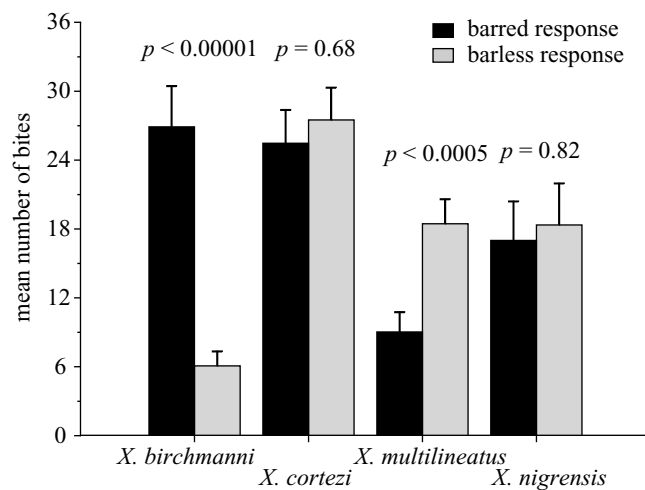 36
30
24
18
12
6
0
mean number of bites
barred response
barless response
p < 0.00001
p = 0.68
p < 0.0005
p = 0.82
X. birchmanni
X. cortezi
X. multilineatus
X. nigrensis